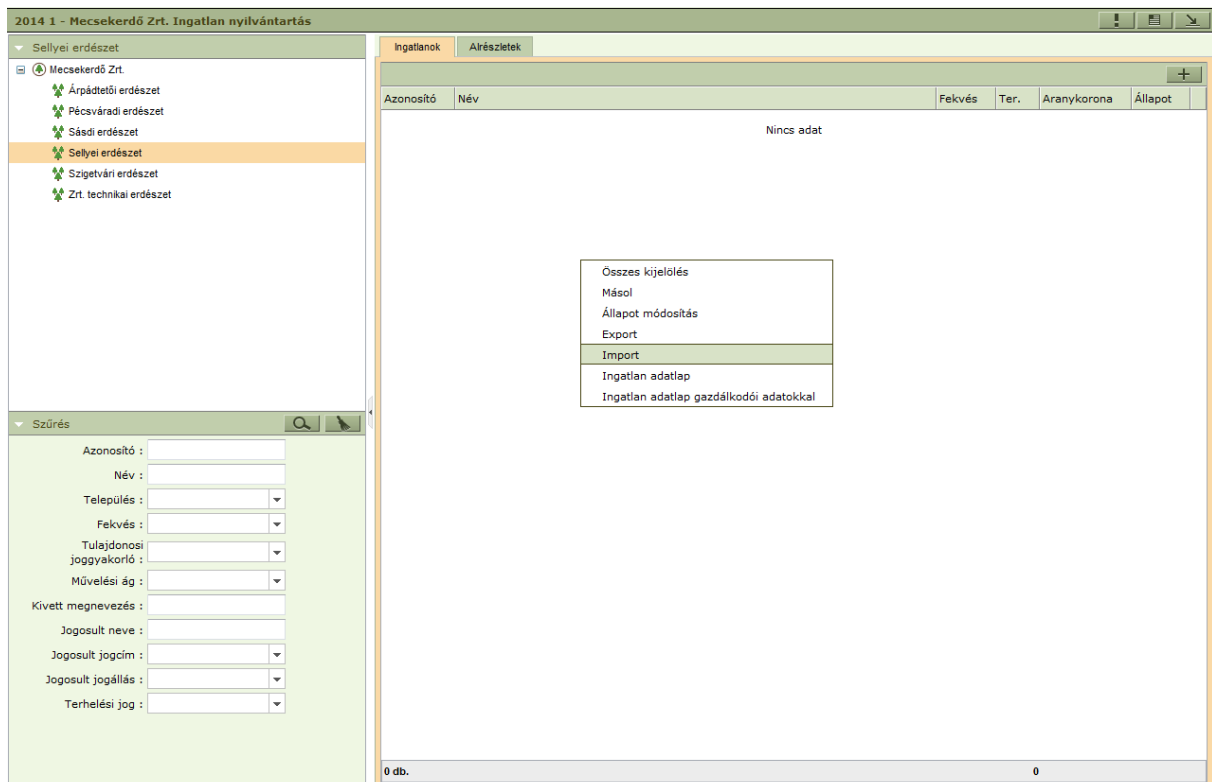 2014 1 - Mecsekerdő Zrt. Ingatlan nyilvántartás
Sellyei erdészet
Mecsekerdő Zrt.
Árpádtetői erdészet
Pécsváradi erdészet
Sásdi erdészet
Sellyei erdészet
Szigetvári erdészet
Zrt. technikai erdészet
Szűrés
Azonosító :
Név :
Település :
Fekvés :
Tulajdonosi
joggyakorló :
Művelési ág :
Kivett megnevezés :
Jogosult neve :
Jogosult jogcím :
Jogosult jogállás :
Terhelési jog :
Ingatlanok Alrészletek
Azonosító Név Fekvés Ter. Aranykorona Állapot
Nincs adat
Összes kijelölés
Másol
Állapot módosítás
Export
Import
Ingatlan adatlap
Ingatlan adatlap gazdálkodói adatokkal
0 db. 0